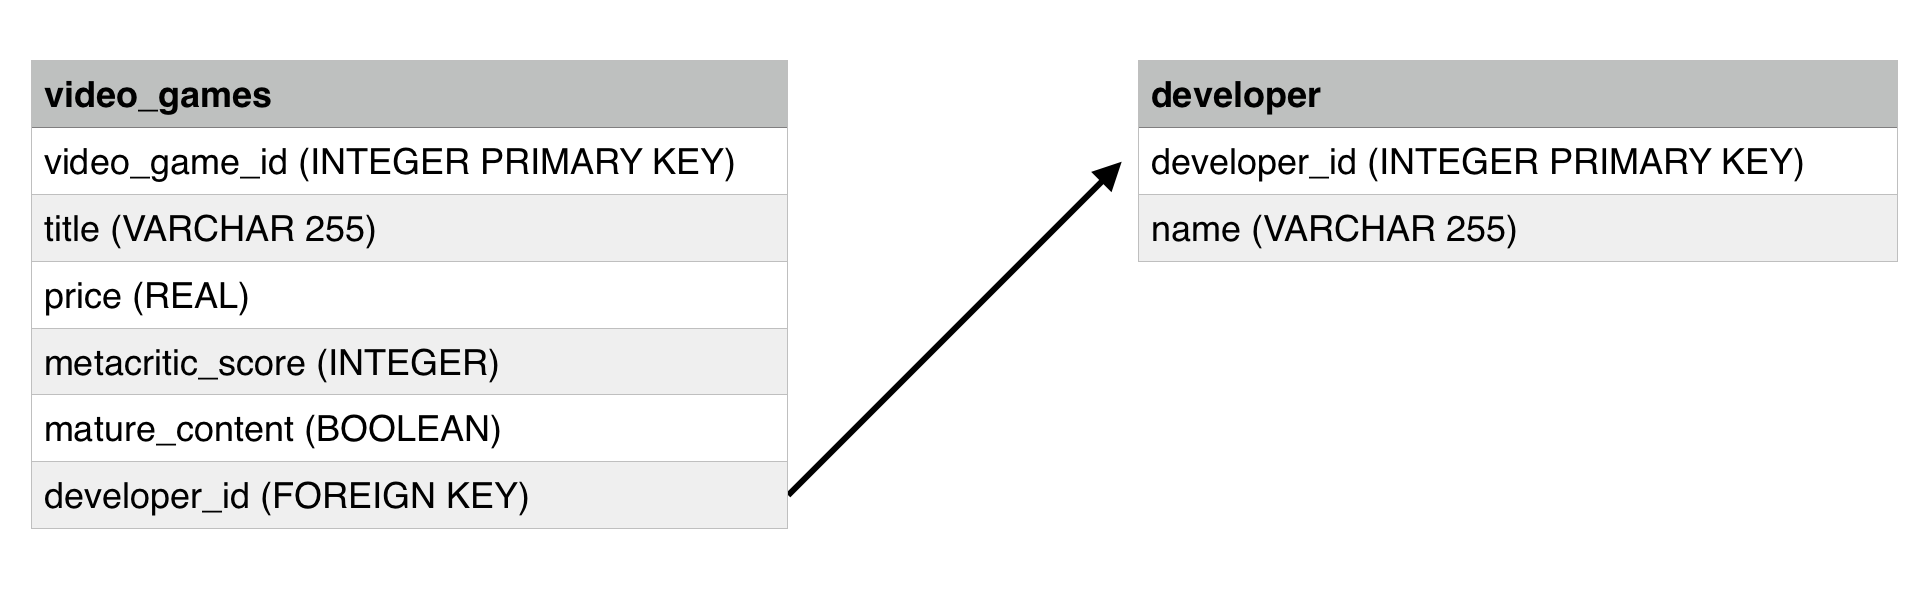 video_games
video_game_id (INTEGER PRIMARY KEY)
title (VARCHAR 255)
price (REAL)
metacritic_score (INTEGER)
mature_content (BOOLEAN)
developer_id (FOREIGN KEY)
developer
developer_id (INTEGER PRIMARY KEY)
name (VARCHAR 255)